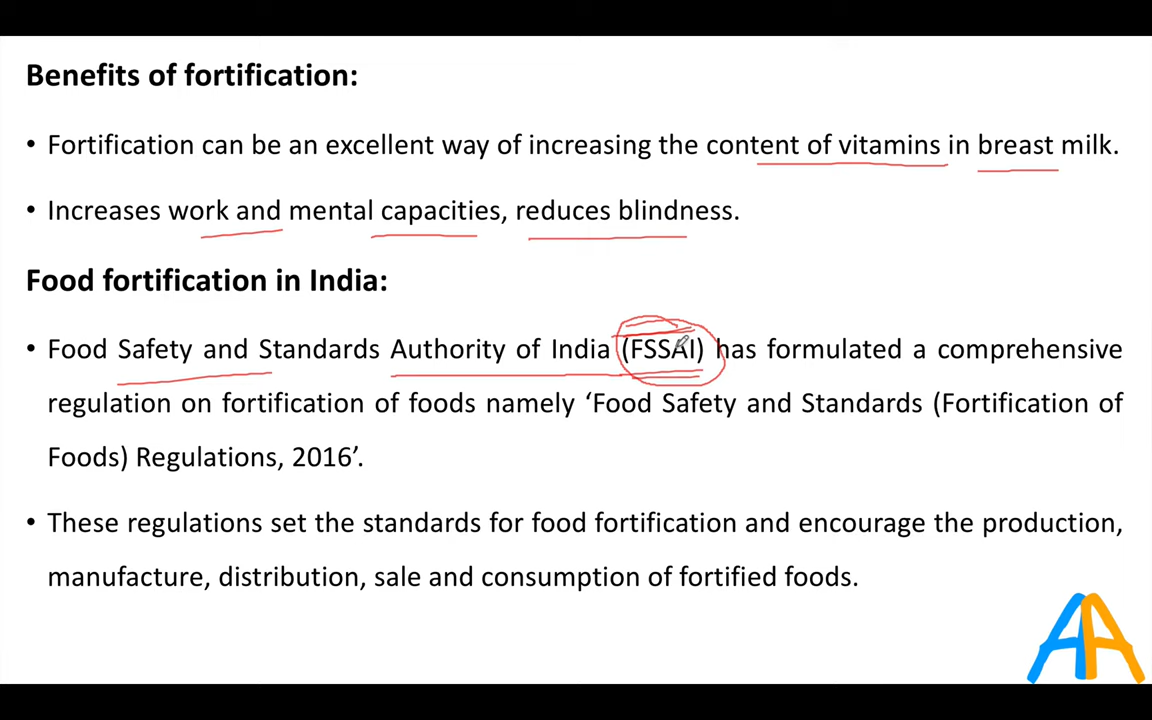 Benefits of fortification:
• Fortification can be an excellent way of increasing the content of vitamins in breast milk.
• Increases work and mental capacities, reduces blindness.
Food fortification in India:
• Food Safety and Standards Authority of India (FSSAI) has formulated a comprehensive
regulation on fortification of foods namely ‘Food Safety and Standards (Fortification of
Foods) Regulations, 2016’.
• These regulations set the standards for food fortification and encourage the production,
manufacture, distribution, sale and consumption of fortified foods.
AA